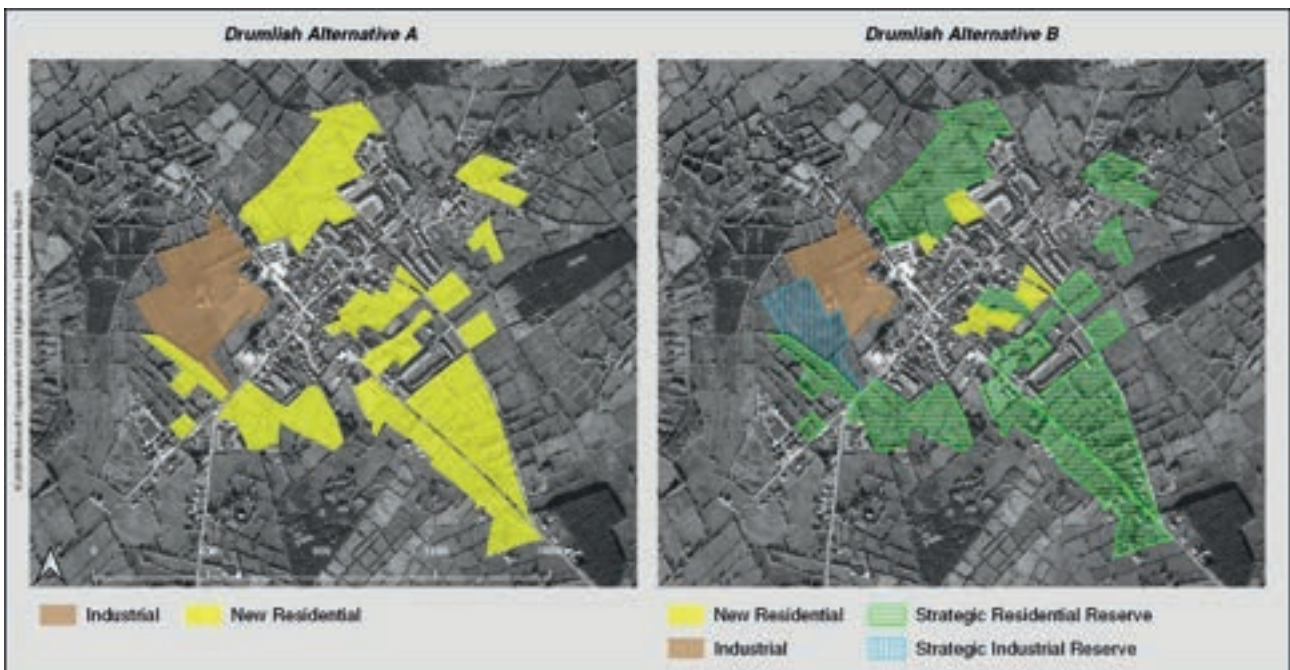 Drumlish Alternative A
Drumlish Alternative B
Industrial
New Residential
New Residential
Strategic Residential Reserve
Industrial
Strategic Industrial Reserve